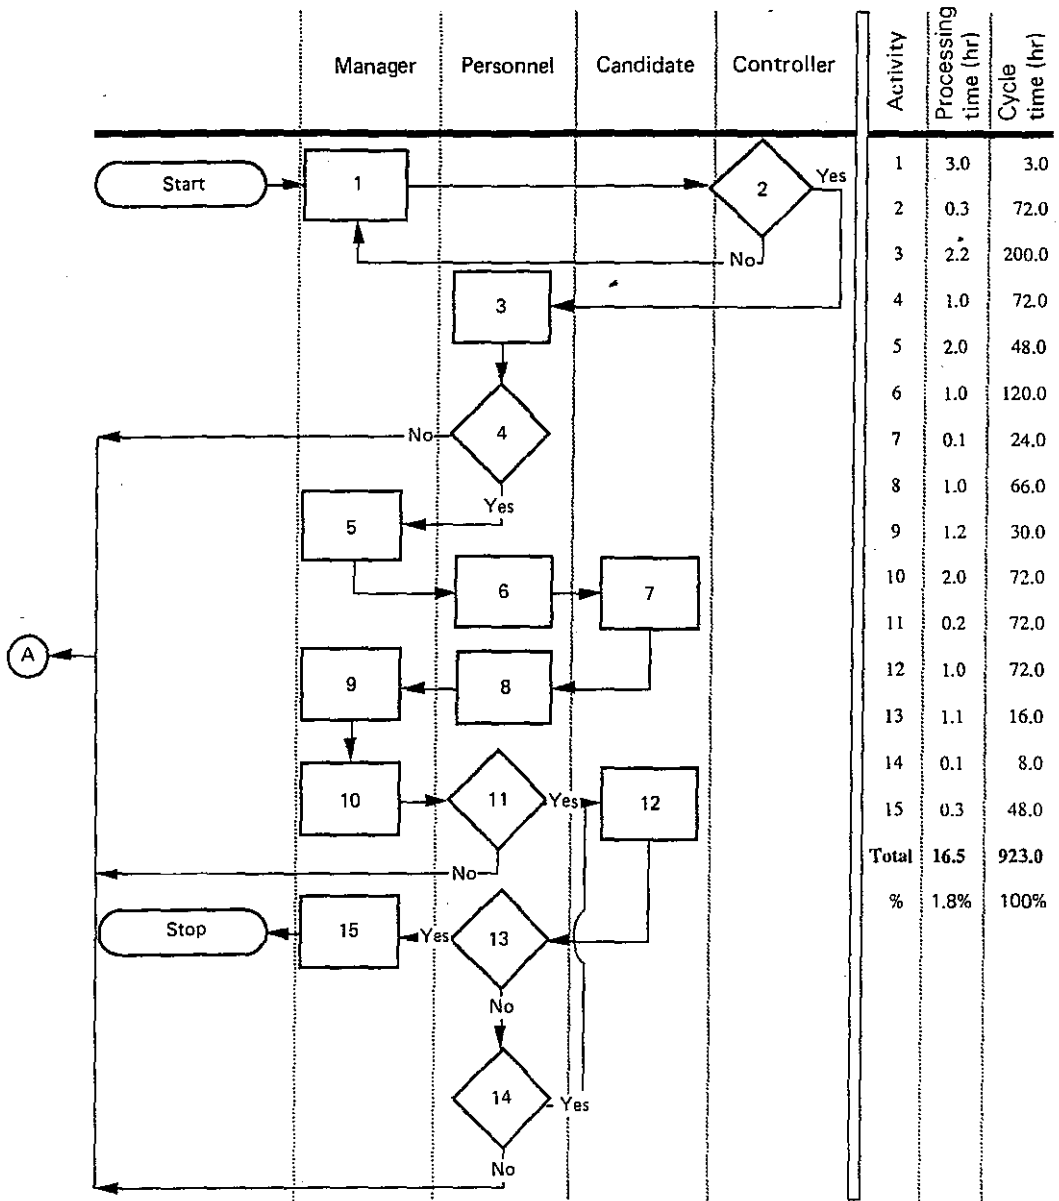 Manager Personnel Candidate Controller Activity Processing time (hr) Cycle time (hr)
Start 1 2 Yes
No
3
4 No
Yes
5
6 7
A
9 8
10 11 Yes 12
No
Stop 15 Yes 13
No
14 Yes
No
1 3.0 3.0
2 0.3 72.0
3 2.2 200.0
4 1.0 72.0
5 2.0 48.0
6 1.0 120.0
7 0.1 24.0
8 1.0 66.0
9 1.2 30.0
10 2.0 72.0
11 0.2 72.0
12 1.0 72.0
13 1.1 16.0
14 0.1 8.0
15 0.3 48.0
Total 16.5 923.0
% 1.8% 100%